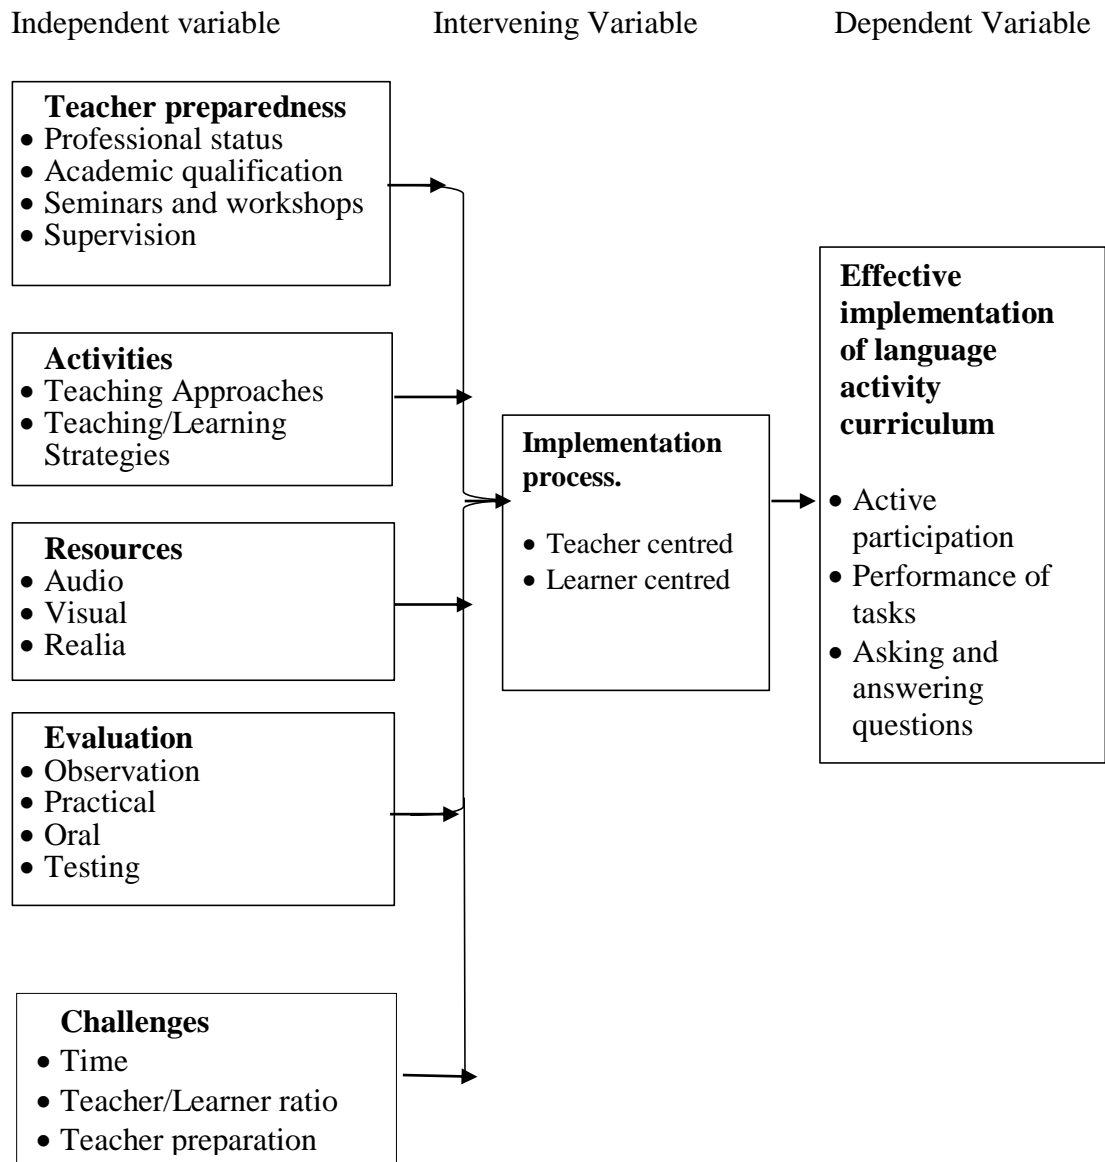 Independent variable
Intervening Variable
Dependent Variable
Teacher preparedness
• Professional status
• Academic qualification
• Seminars and workshops
• Supervision
Activities
• Teaching Approaches
• Teaching/Learning
Strategies
Resources
• Audio
• Visual
• Realia
Evaluation
• Observation
• Practical
• Oral
• Testing
Challenges
• Time
• Teacher/Learner ratio
• Teacher preparation
Implementation
process.
• Teacher centred
• Learner centred
Effective
implementation
of language
activity
curriculum
• Active
participation
• Performance of
tasks
• Asking and
answering
questions